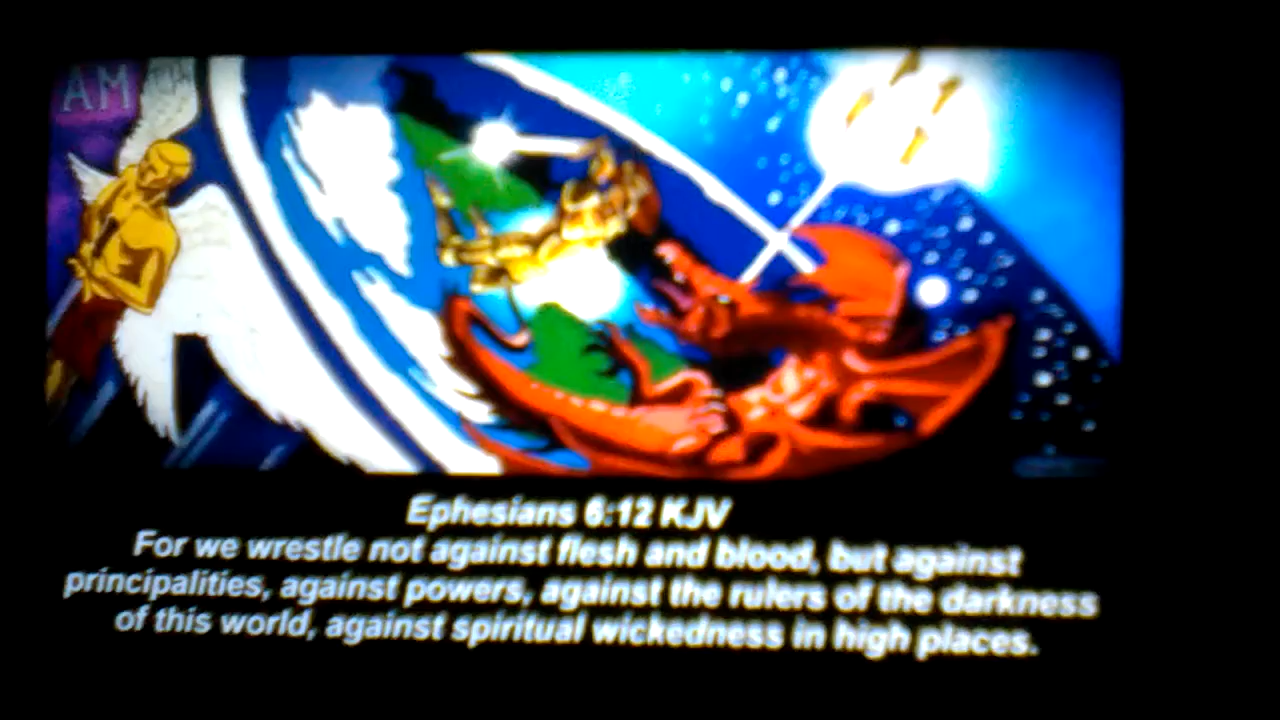 AM
Ephesians 6:12 KJV
For we wrestle not against flesh and blood, but against
principalities, against powers, against the rulers of the darkness
of this world, against spiritual wickedness in high places.